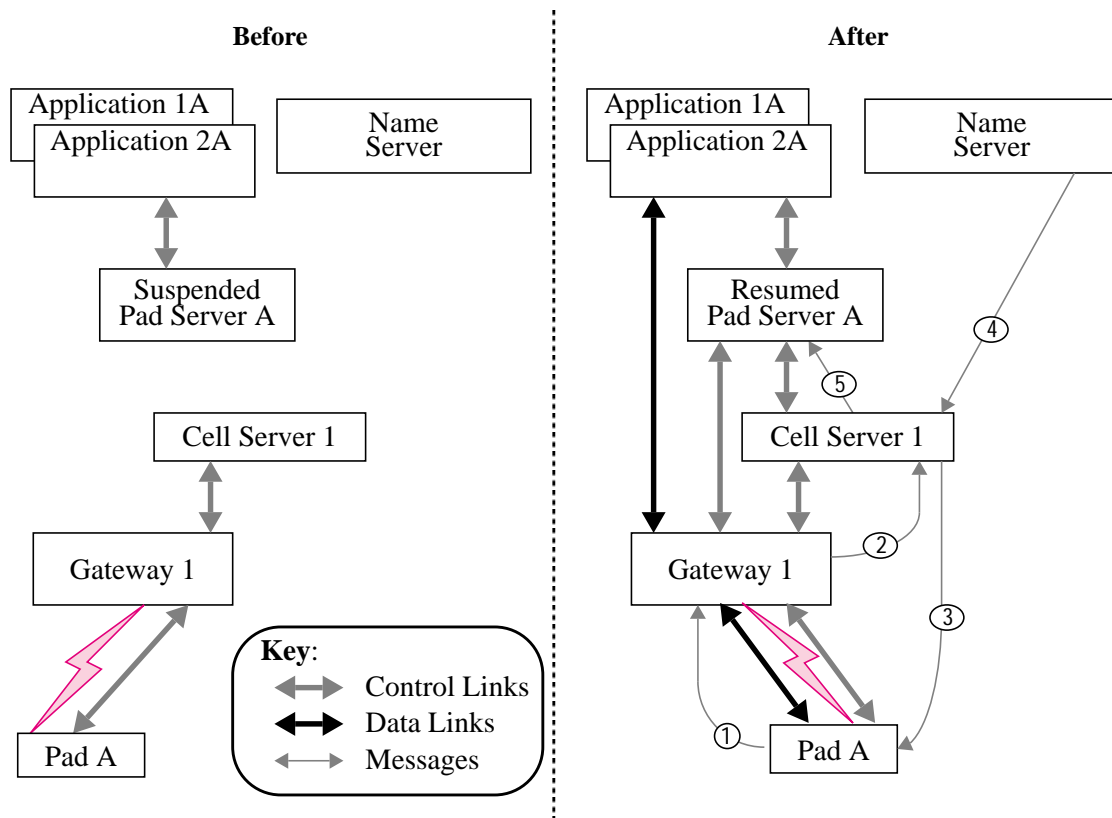 Before
Application 1A
Application 2A
Name
Server
Suspended
Pad Server A
Cell Server 1
Gateway 1
Pad A
Key:
Control Links
Data Links
Messages
After
Application 1A
Application 2A
Name
Server
Resumed
Pad Server A
4
5
Cell Server 1
2
Gateway 1
3
1
Pad A